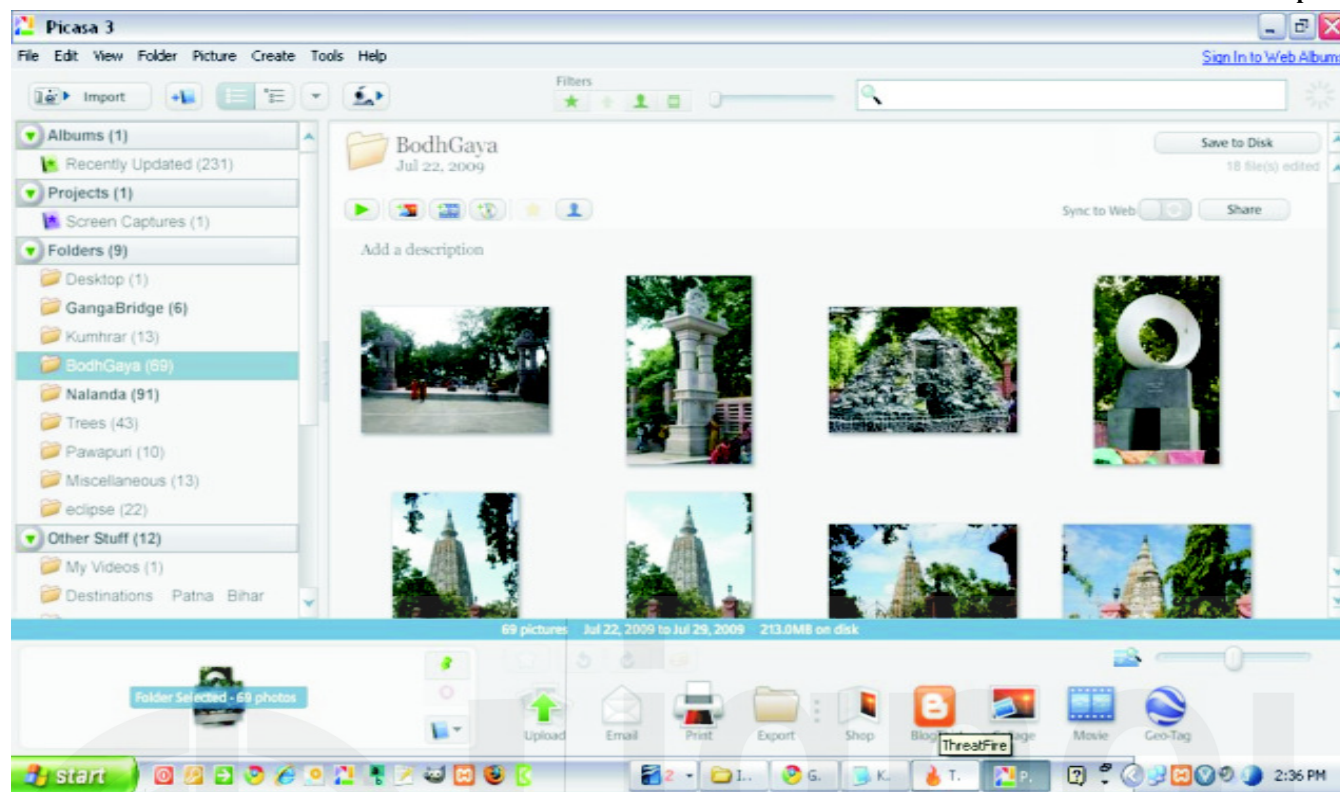 Picasa 3
File Edit View Folder Picture Create Tools Help
Sign In to Web Albums
Import
Filters
Albums (1)
Recently Updated (231)
Projects (1)
Screen Captures (1)
Folders (9)
Desktop (1)
GangaBridge (6)
Kumhrar (13)
BodhGaya (69)
Nalanda (91)
Trees (43)
Pawapuri (10)
Miscellaneous (13)
eclipse (22)
Other Stuff (12)
My Videos (1)
Destinations Patna Bihar
BodhGaya
Jul 22, 2009
Save to Disk
18 file(s) edited
Sync to Web
Share
Add a description
69 pictures Jul 22, 2009 to Jul 29, 2009 213.0MB on disk
Folder Selected - 69 photos
Upload Email Print Export Shop Movie Geo-Tag
ThreatFire
start
2 I.. G. K. T. P.
2:36 PM